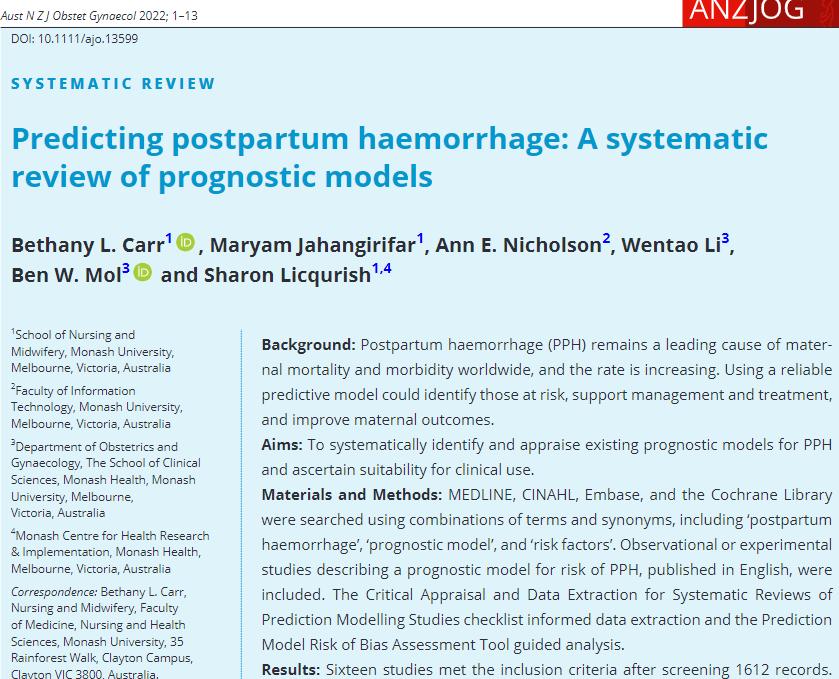 Aust N Z J Obstet Gynaecol 2022; 1–13
ANZJOG
DOI: 10.1111/ajo.13599
SYSTEMATIC REVIEW
Predicting postpartum haemorrhage: A systematic
review of prognostic models
Bethany L. Carr1 iD, Maryam Jahangirifar1, Ann E. Nicholson2, Wentao Li3,
Ben W. Mol3 iD and Sharon Licqurish1,4
1School of Nursing and
Midwifery, Monash University,
Melbourne, Victoria, Australia
2Faculty of Information
Technology, Monash University,
Melbourne, Victoria, Australia
3Department of Obstetrics and
Gynaecology, The School of Clinical
Sciences, Monash Health, Monash
University, Melbourne,
Victoria, Australia
4Monash Centre for Health Research
& Implementation, Monash Health,
Melbourne, Victoria, Australia
Correspondence: Bethany L. Carr,
Nursing and Midwifery, Faculty
of Medicine, Nursing and Health
Sciences, Monash University, 35
Rainforest Walk, Clayton Campus,
Clayton VIC 3800, Australia.
Background: Postpartum haemorrhage (PPH) remains a leading cause of mater-
nal mortality and morbidity worldwide, and the rate is increasing. Using a reliable
predictive model could identify those at risk, support management and treatment,
and improve maternal outcomes.
Aims: To systematically identify and appraise existing prognostic models for PPH
and ascertain suitability for clinical use.
Materials and Methods: MEDLINE, CINAHL, Embase, and the Cochrane Library
were searched using combinations of terms and synonyms, including ‘postpartum
haemorrhage’, ‘prognostic model’, and ‘risk factors’. Observational or experimental
studies describing a prognostic model for risk of PPH, published in English, were
included. The Critical Appraisal and Data Extraction for Systematic Reviews of
Prediction Modelling Studies checklist informed data extraction and the Prediction
Model Risk of Bias Assessment Tool guided analysis.
Results: Sixteen studies met the inclusion criteria after screening 1612 records.